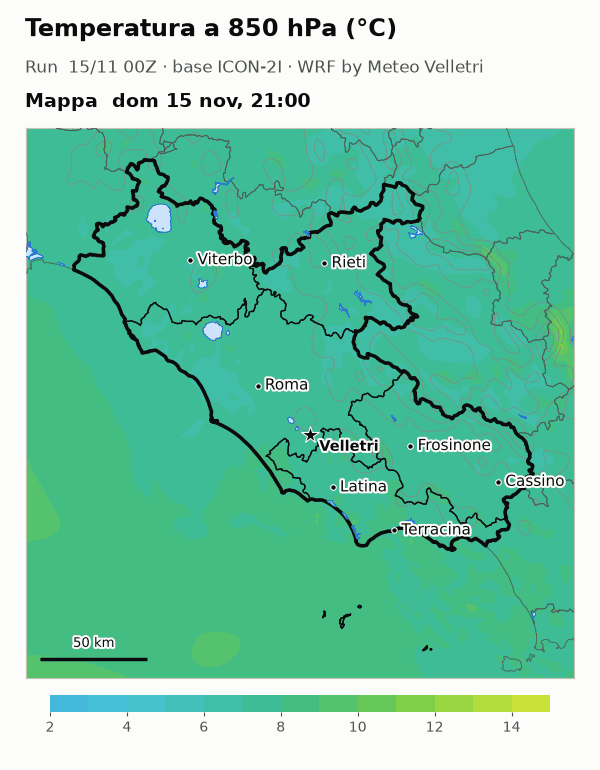 Temperatura a 850 hPa (°C)
Run  15/11 00Z · base ICON-2I · WRF by Meteo Velletri
Mappa  dom 15 nov, 21:00
Viterbo
Rieti
Roma
Velletri
Frosinone
Latina
Cassino
Terracina
50 km
2 4 6 8 10 12 14